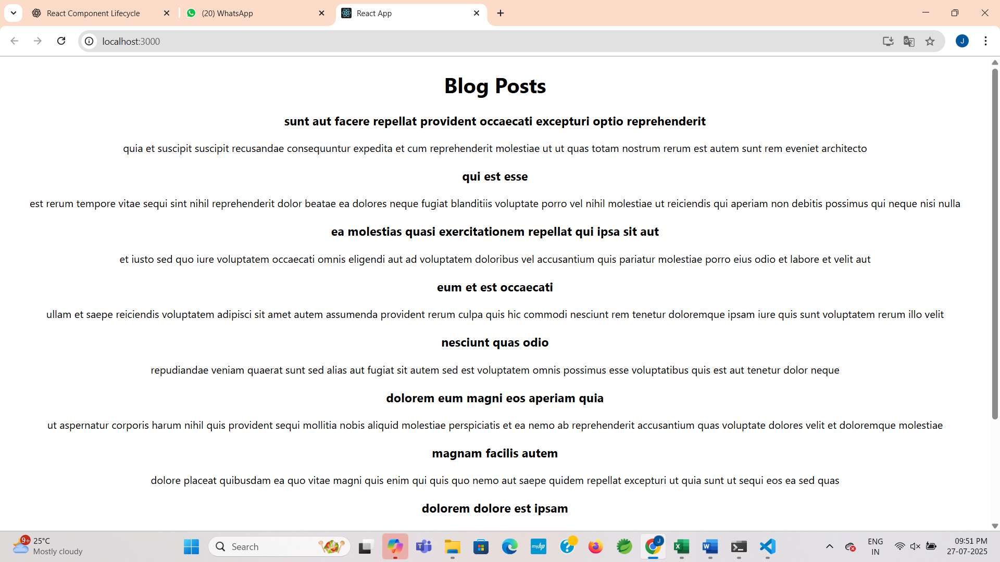 React Component Lifecycle
(20) WhatsApp
React App
localhost:3000
J
Blog Posts
sunt aut facere repellat provident occaecati excepturi optio reprehenderit
quia et suscipit suscipit recusandae consequuntur expedita et cum reprehenderit molestiae ut ut quas totam nostrum rerum est autem sunt rem eveniet architecto
qui est esse
est rerum tempore vitae sequi sint nihil reprehenderit dolor beatae ea dolores neque fugiat blanditiis voluptate porro vel nihil molestiae ut reiciendis qui aperiam non debitis possimus qui neque nisi nulla
ea molestias quasi exercitationem repellat qui ipsa sit aut
et iusto sed quo iure voluptatem occaecati omnis eligendi aut ad voluptatem doloribus vel accusantium quis pariatur molestiae porro eius odio et labore et velit aut
eum et est occaecati
ullam et saepe reiciendis voluptatem adipisci sit amet autem assumenda provident rerum culpa quis hic commodi nesciunt rem tenetur doloremque ipsam iure quis sunt voluptatem rerum illo velit
nesciunt quas odio
repudiandae veniam quaerat sunt sed alias aut fugiat sit autem sed est voluptatem omnis possimus esse voluptatibus quis est aut tenetur dolor neque
dolorem eum magni eos aperiam quia
ut aspernatur corporis harum nihil quis provident sequi mollitia nobis aliquid molestiae perspiciatis et ea nemo ab reprehenderit accusantium quas voluptate dolores velit et doloremque molestiae
magnam facilis autem
dolore placeat quibusdam ea quo vitae magni quis enim qui quis quo nemo aut saepe quidem repellat excepturi ut quia sunt ut sequi eos ea sed quas
dolorem dolore est ipsam
9+
25°C
Mostly cloudy
Search
myhp
J
ENG
IN
09:51 PM
27-07-2025